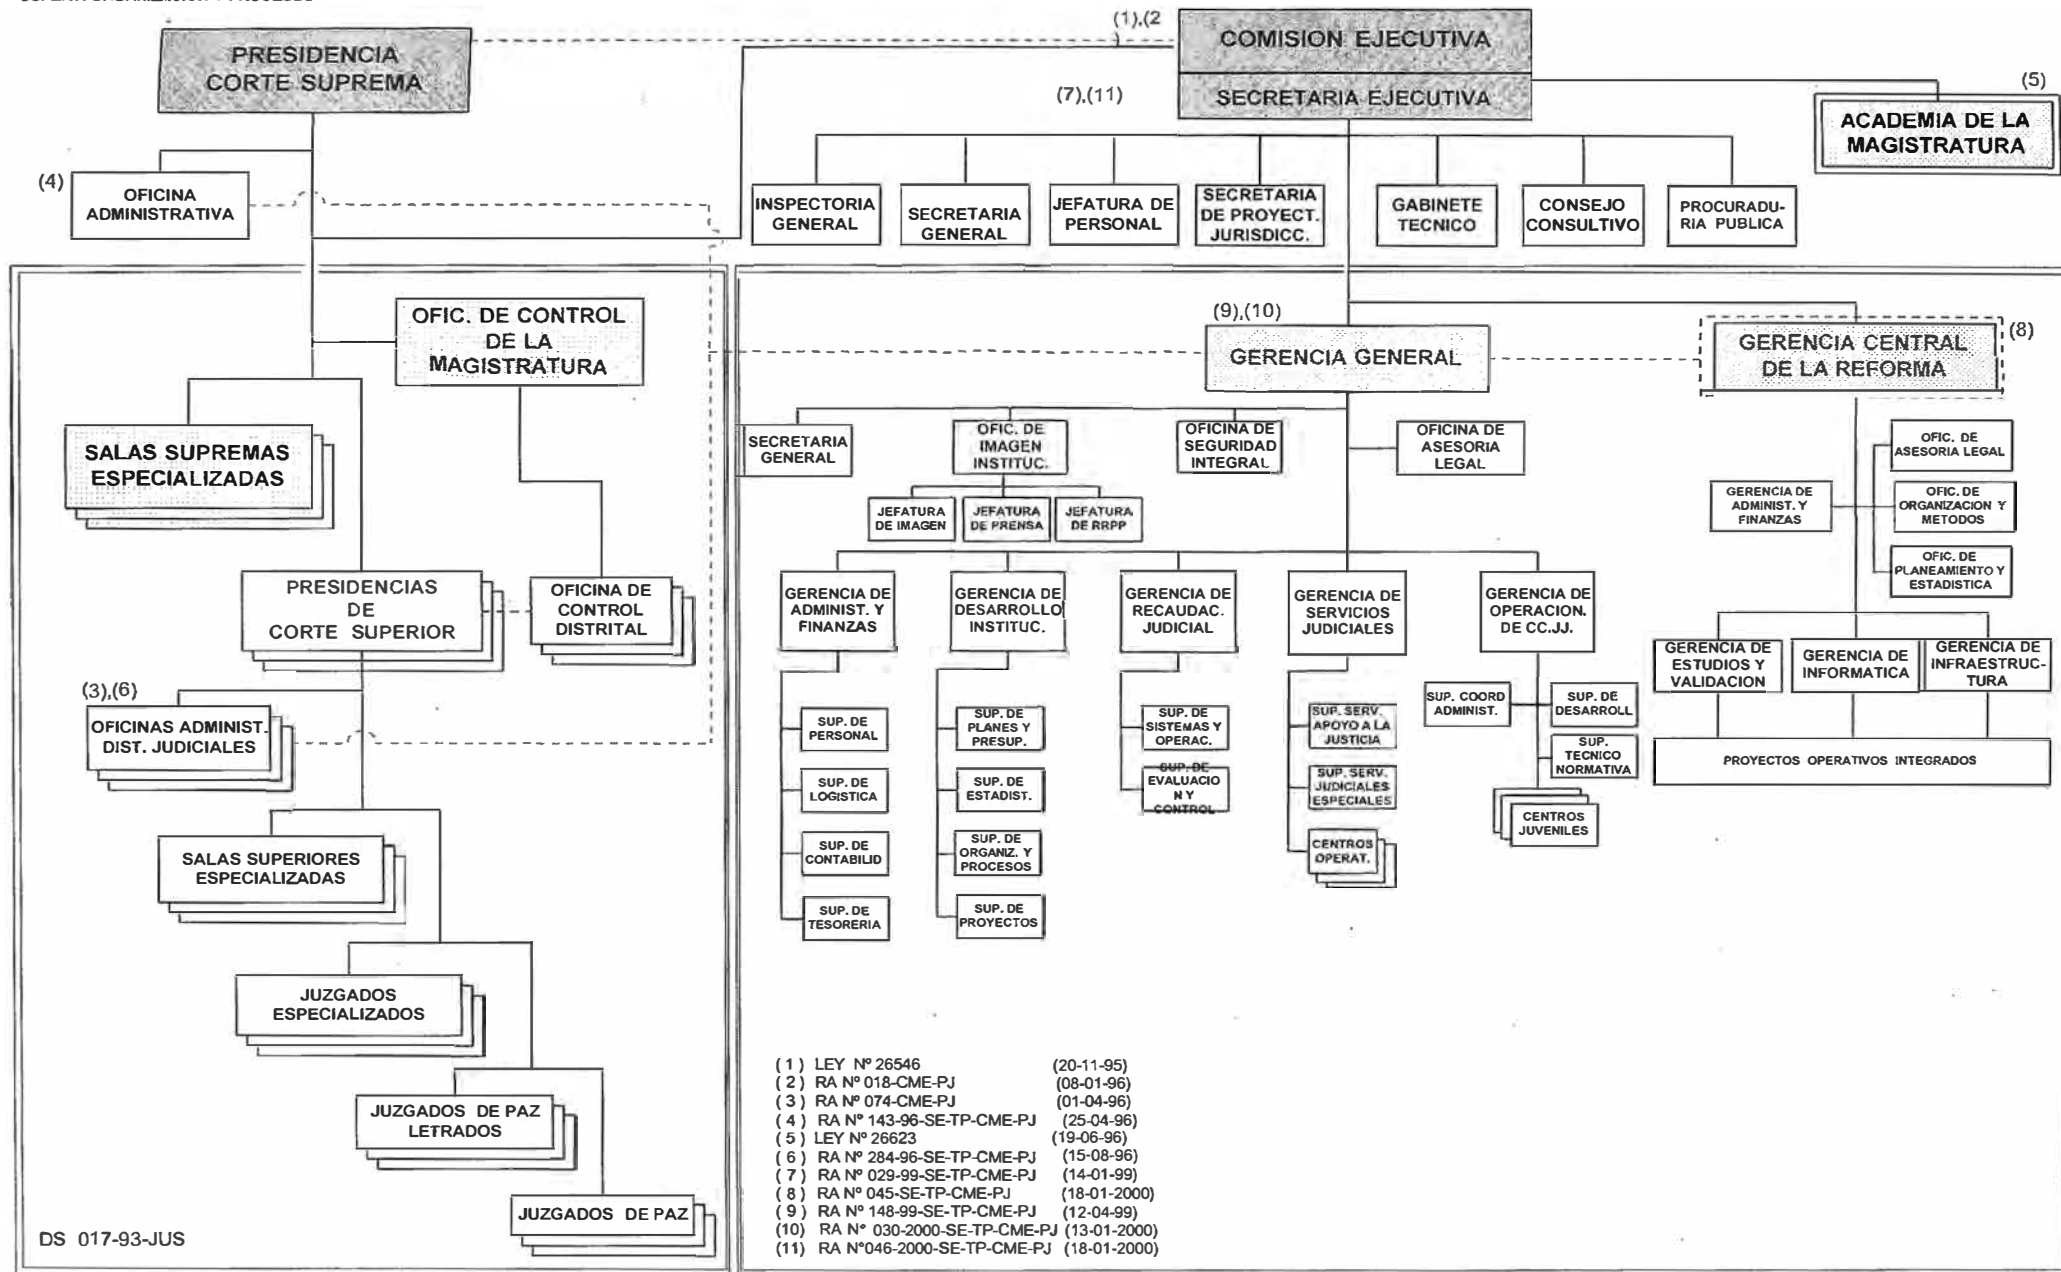 (1),(2
)
PRESIDENCIA
CORTE SUPREMA
COMISION EJECUTIVA
SECRETARIA EJECUTIVA
(7),(11)
(5)
ACADEMIA DE LA
MAGISTRATURA
(4)
OFICINA
ADMINISTRATIVA
INSPECTORIA
GENERAL
SECRETARIA
GENERAL
JEFATURA DE
PERSONAL
SECRETARIA
DE PROYECT.
JURISDICC.
GABINETE
TECNICO
CONSEJO
CONSULTIVO
PROCURADU-
RIA PUBLICA
OFIC. DE CONTROL
DE LA
MAGISTRATURA
(9),(10)
GERENCIA GENERAL
GERENCIA CENTRAL
DE LA REFORMA
(8)
SALAS SUPREMAS
ESPECIALIZADAS
SECRETARIA
GENERAL
OFIC. DE
IMAGEN
INSTITUC.
OFICINA DE
SEGURIDAD
INTEGRAL
OFICINA DE
ASESORIA
LEGAL
OFIC. DE
ASESORIA LEGAL
JEFATURA
DE IMAGEN
JEFATURA
DE PRENSA
JEFATURA
DE RRPP
GERENCIA DE
ADMINIST. Y
FINANZAS
OFIC. DE
ORGANIZACION Y
METODOS
OFIC. DE
PLANEAMIENTO Y
ESTADISTICA
PRESIDENCIAS
DE
CORTE SUPERIOR
OFICINA DE
CONTROL
DISTRITAL
GERENCIA DE
ADMINIST. Y
FINANZAS
GERENCIA DE
DESARROLLO
INSTITUC.
GERENCIA DE
RECAUDAC.
JUDICIAL
GERENCIA DE
SERVICIOS
JUDICIALES
GERENCIA DE
OPERACION.
DE CC.JJ.
GERENCIA DE
ESTUDIOS Y
VALIDACION
GERENCIA DE
INFORMATICA
GERENCIA DE
INFRAESTRUC-
TURA
(3),(6)
OFICINAS ADMINIST.
DIST. JUDICIALES
SUP. DE
PERSONAL
SUP. DE
PLANES Y
PRESUP.
SUP. DE
SISTEMAS Y
OPERAC.
SUP. SERV.
APOYO A LA
JUSTICIA
SUP. COORD
ADMINIST.
SUP. DE
DESARROLL
SUP.
TECNICO
NORMATIVA
PROYECTOS OPERATIVOS INTEGRADOS
SUP. DE
LOGISTICA
SUP. DE
ESTADIST.
SUP. DE
EVALUACIO
N Y
CONTROL
SUP. SERV.
JUDICIALES
ESPECIALES
CENTROS
JUVENILES
SALAS SUPERIORES
ESPECIALIZADAS
SUP. DE
CONTABILID
SUP. DE
ORGANIZ. Y
PROCESOS
CENTROS
OPERAT.
SUP. DE
TESORERIA
SUP. DE
PROYECTOS
JUZGADOS
ESPECIALIZADOS
JUZGADOS DE PAZ
LETRADOS
JUZGADOS DE PAZ
DS 017-93-JUS
( 1 ) LEY Nº 26546 (20-11-95)
( 2 ) RA Nº 018-CME-PJ (08-01-96)
( 3 ) RA Nº 074-CME-PJ (01-04-96)
( 4 ) RA Nº 143-96-SE-TP-CME-PJ (25-04-96)
( 5 ) LEY Nº 26623 (19-06-96)
( 6 ) RA Nº 284-96-SE-TP-CME-PJ (15-08-96)
( 7 ) RA Nº 029-99-SE-TP-CME-PJ (14-01-99)
( 8 ) RA Nº 045-SE-TP-CME-PJ (18-01-2000)
( 9 ) RA Nº 148-99-SE-TP-CME-PJ (12-04-99)
(10) RA Nº 030-2000-SE-TP-CME-PJ (13-01-2000)
(11) RA Nº046-2000-SE-TP-CME-PJ (18-01-2000)